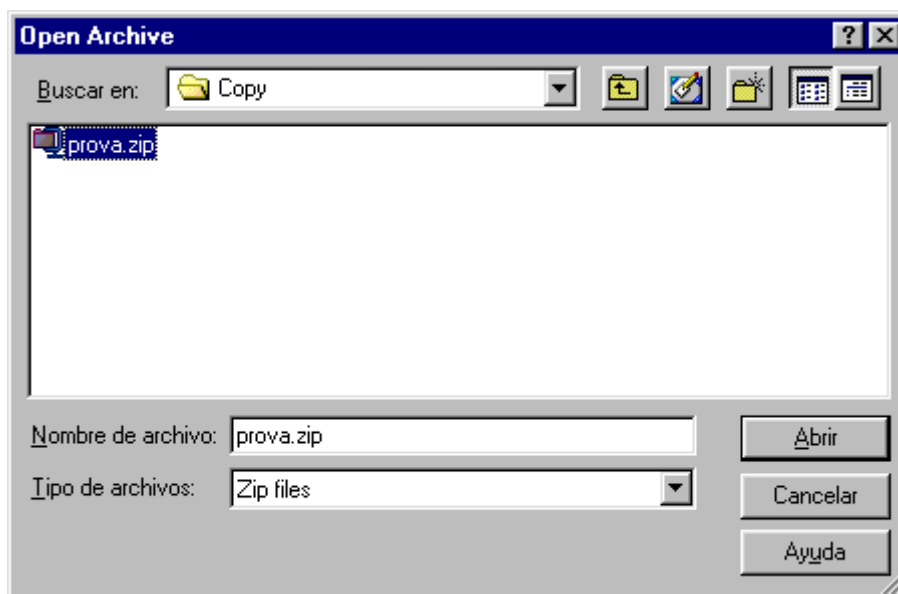 Open Archive
Buscar en: Copy
prova.zip
Nombre de archivo: prova.zip Abrir
Tipo de archivos: Zip files Cancelar
Ayuda